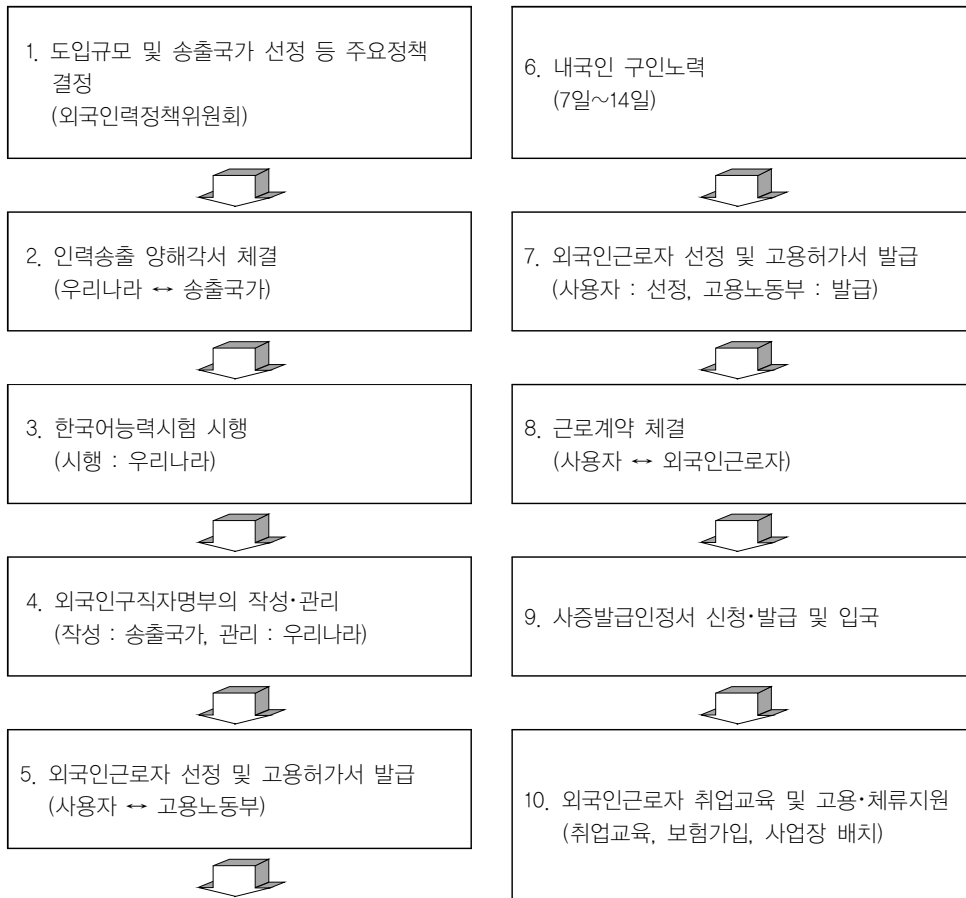 1. 도입규모 및 송출국가 선정 등 주요정책
결정
(외국인력정책위원회)
2. 인력송출 양해각서 체결
(우리나라 ↔ 송출국가)
3. 한국어능력시험 시행
(시행 : 우리나라)
4. 외국인구직자명부의 작성·관리
(작성 : 송출국가, 관리 : 우리나라)
5. 외국인근로자 선정 및 고용허가서 발급
(사용자 ↔ 고용노동부)
6. 내국인 구인노력
(7일~14일)
7. 외국인근로자 선정 및 고용허가서 발급
(사용자 : 선정, 고용노동부 : 발급)
8. 근로계약 체결
(사용자 ↔ 외국인근로자)
9. 사증발급인정서 신청·발급 및 입국
10. 외국인근로자 취업교육 및 고용·체류지원
(취업교육, 보험가입, 사업장 배치)